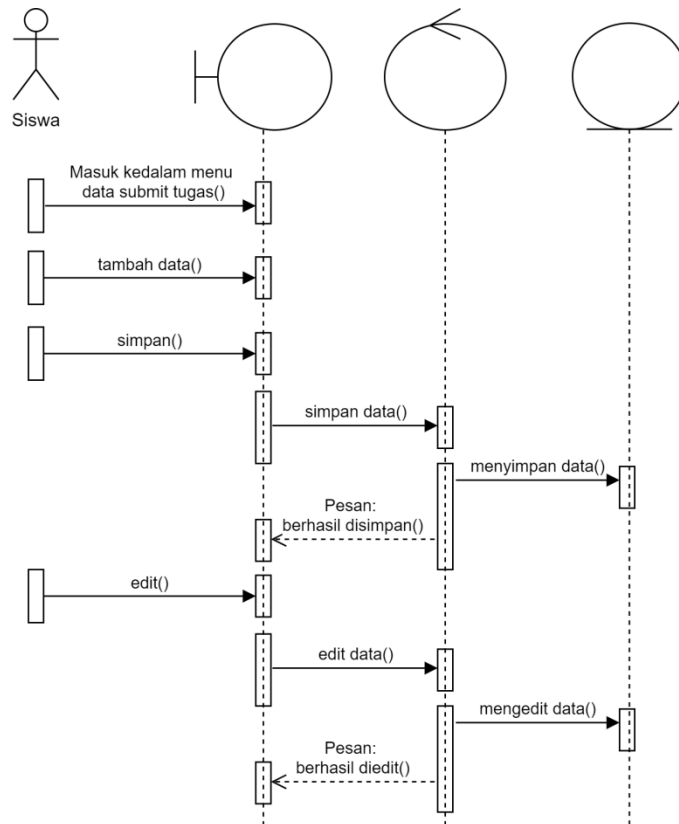 Siswa
Masuk kedalam menu
data submit tugas()
tambah data()
simpan()
simpan data()
menyimpan data()
Pesan:
berhasil disimpan()
edit()
edit data()
mengedit data()
Pesan:
berhasil diedit()